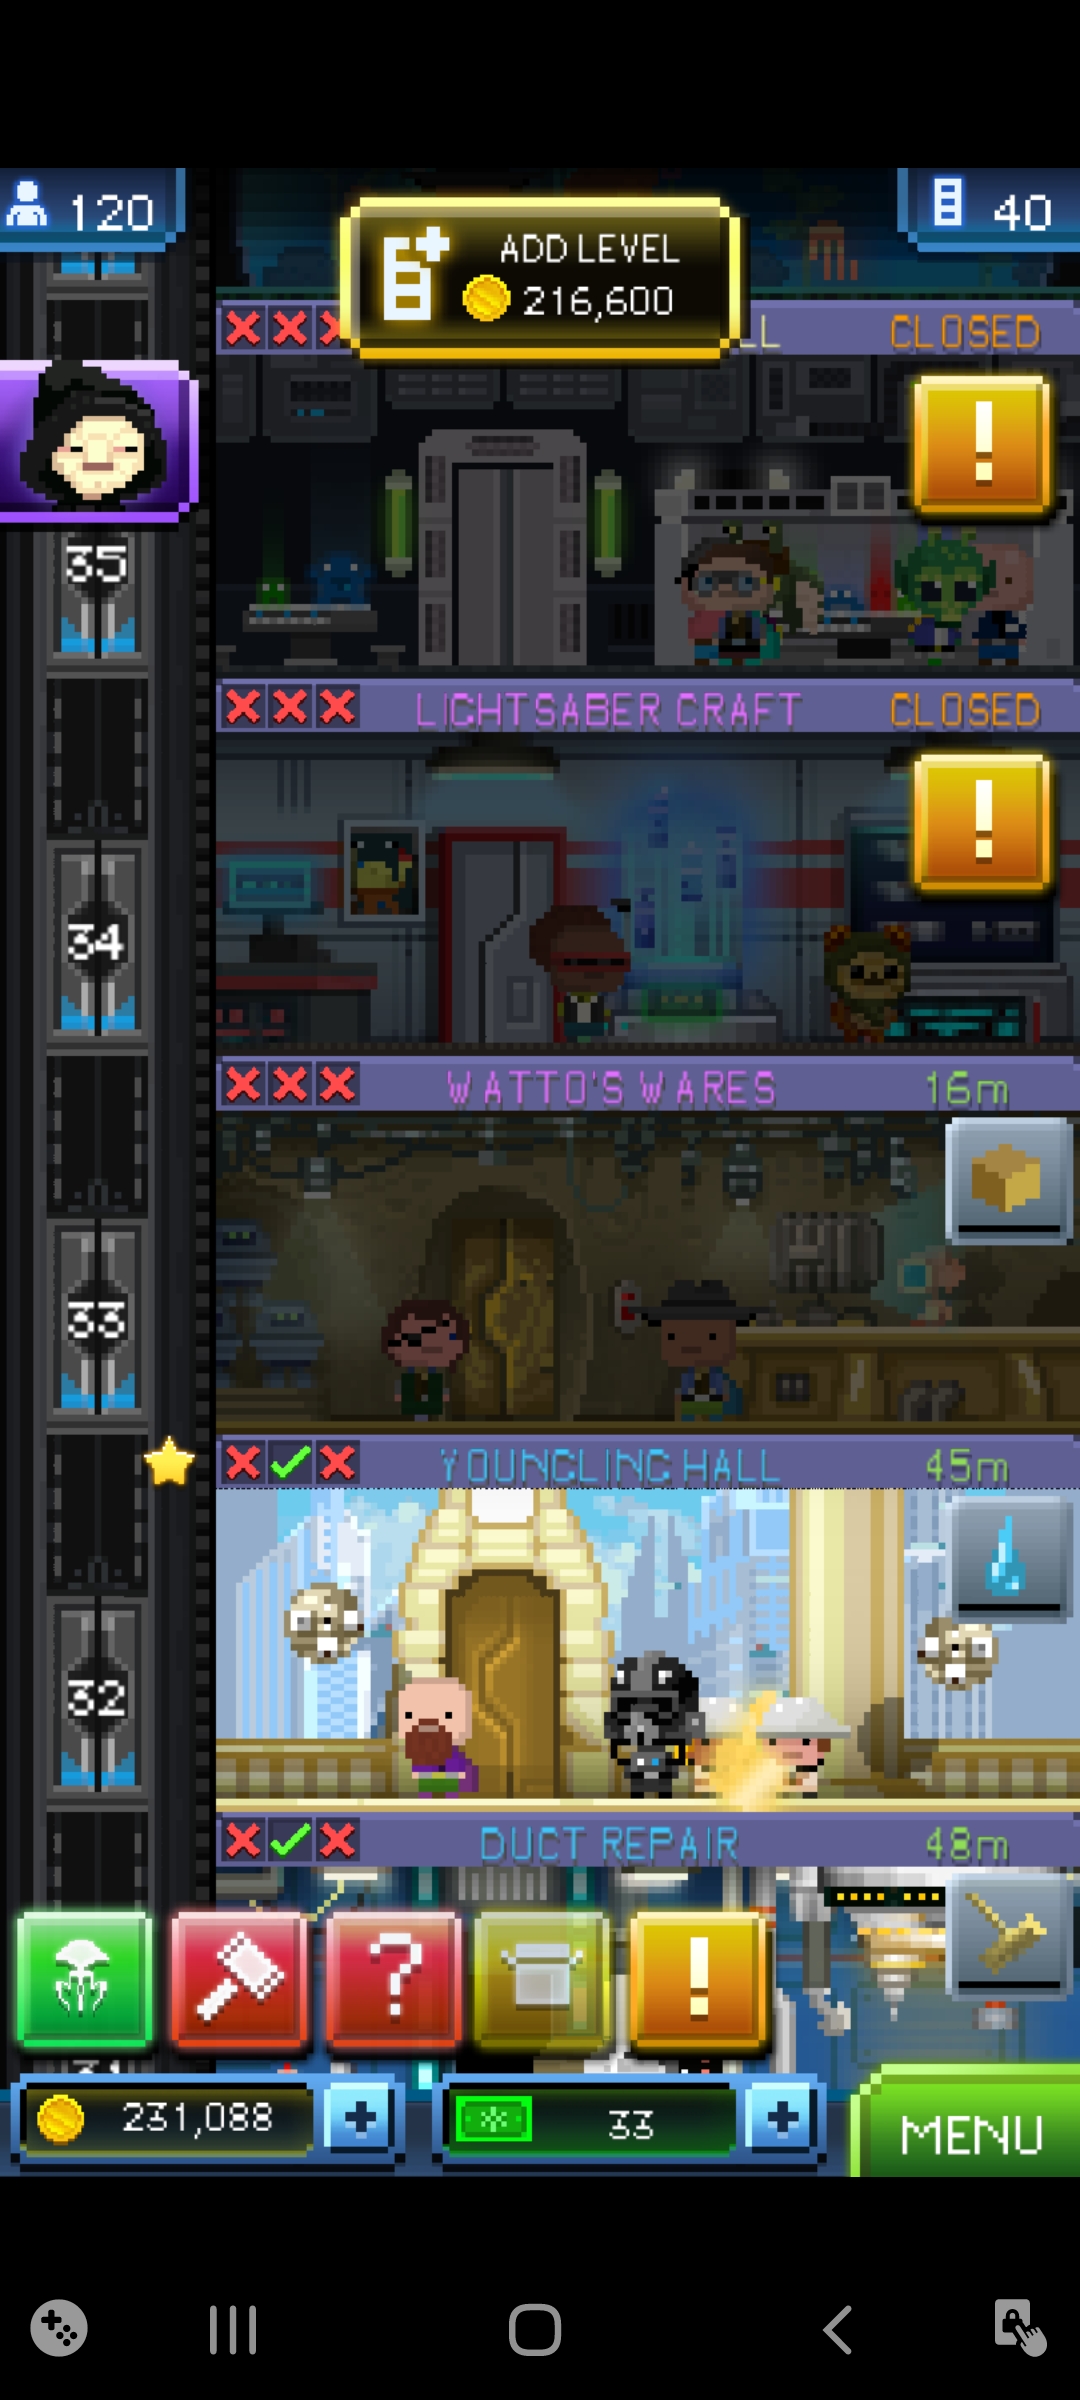 120
ADD LEVEL
216,600
40
LL
CLOSED
35
LIGHTSABER CRAFT
CLOSED
34
WATTO'S WARES
16m
33
YOUNGLING HALL
45m
32
DUCT REPAIR
48m
31
231,088
33
MENU